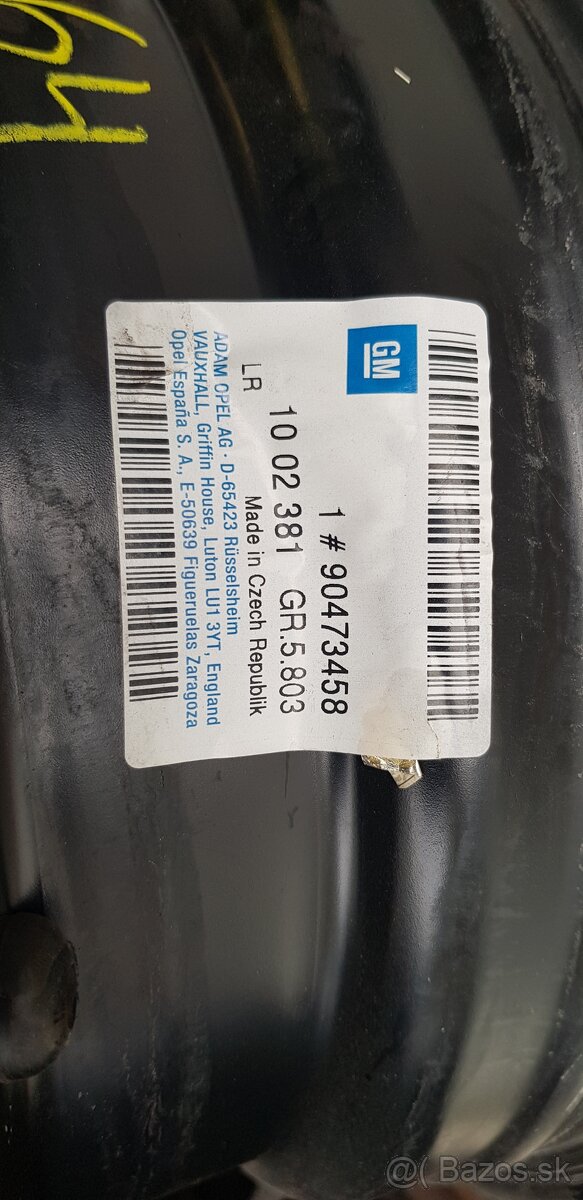 64
GM
1 # 90473458
10 02 381 GR.5.803
LR Made in Czech Republik
ADAM OPEL AG · D-65423 Rüsselsheim
VAUXHALL, Griffin House, Luton LU1 3YT, England
Opel España S. A., E-50639 Figueruelas Zaragoza
@( Bazos.sk